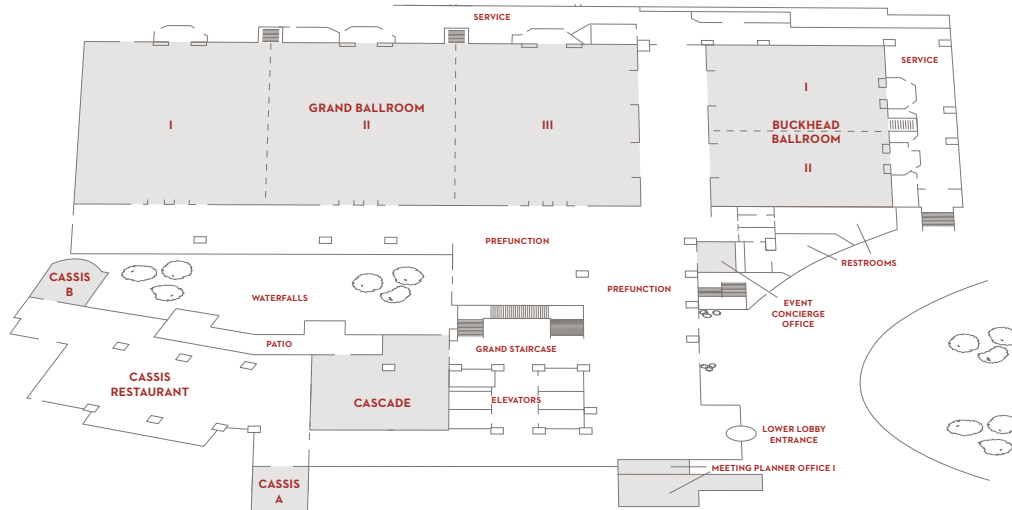 SERVICE
SERVICE
GRAND BALLROOM
I
II
III
I
BUCKHEAD
BALLROOM
II
PREFUNCTION
RESTROOMS
CASSIS
B
WATERFALLS
PREFUNCTION
EVENT
CONCIERGE
OFFICE
PATIO
GRAND STAIRCASE
CASSIS
RESTAURANT
CASCADE
ELEVATORS
LOWER LOBBY
ENTRANCE
MEETING PLANNER OFFICE I
CASSIS
A